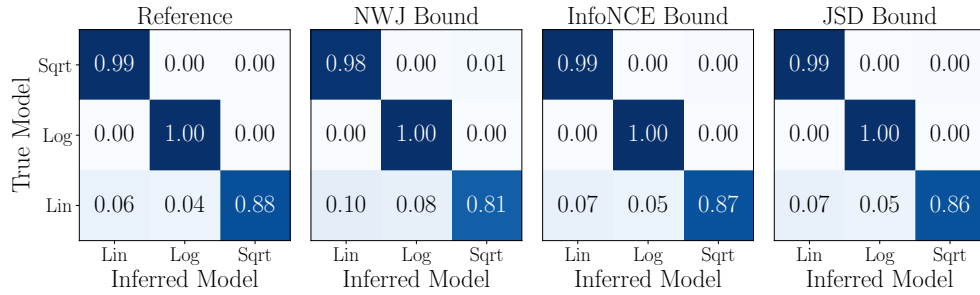 Reference NWJ Bound InfoNCE Bound JSD Bound
True Model
Sqrt 0.99 0.00 0.00 0.98 0.00 0.01 0.99 0.00 0.00 0.99 0.00 0.00
Log 0.00 1.00 0.00 0.00 1.00 0.00 0.00 1.00 0.00 0.00 1.00 0.00
Lin 0.06 0.04 0.88 0.10 0.08 0.81 0.07 0.05 0.87 0.07 0.05 0.86
Lin Log Sqrt Lin Log Sqrt Lin Log Sqrt Lin Log Sqrt
Inferred Model Inferred Model Inferred Model Inferred Model